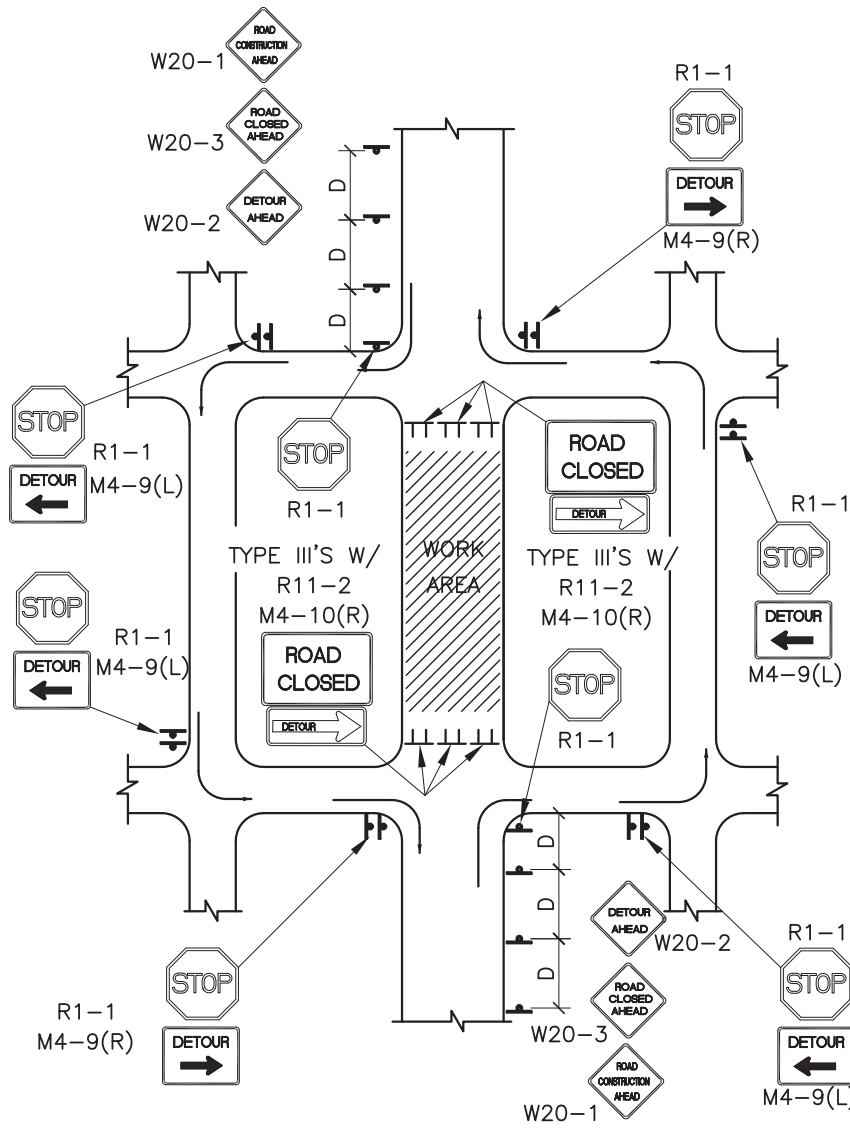 ROAD
CONSTRUCTION
AHEAD
W20-1
ROAD
CLOSED
AHEAD
W20-3
DETOUR
AHEAD
W20-2
D
D
D
R1-1
STOP
DETOUR
M4-9(R)
STOP
R1-1
DETOUR
M4-9(L)
STOP
R1-1
ROAD
CLOSED
DETOUR
TYPE III'S W/
R11-2
M4-10(R)
WORK
AREA
TYPE III'S W/
R11-2
M4-10(R)
R1-1
STOP
DETOUR
M4-9(L)
STOP
R1-1
DETOUR
M4-9(L)
ROAD
CLOSED
DETOUR
STOP
R1-1
D
D
D
DETOUR
AHEAD
W20-2
ROAD
CLOSED
AHEAD
W20-3
ROAD
CONSTRUCTION
AHEAD
W20-1
STOP
R1-1
M4-9(R)
DETOUR
R1-1
STOP
DETOUR
M4-9(L)